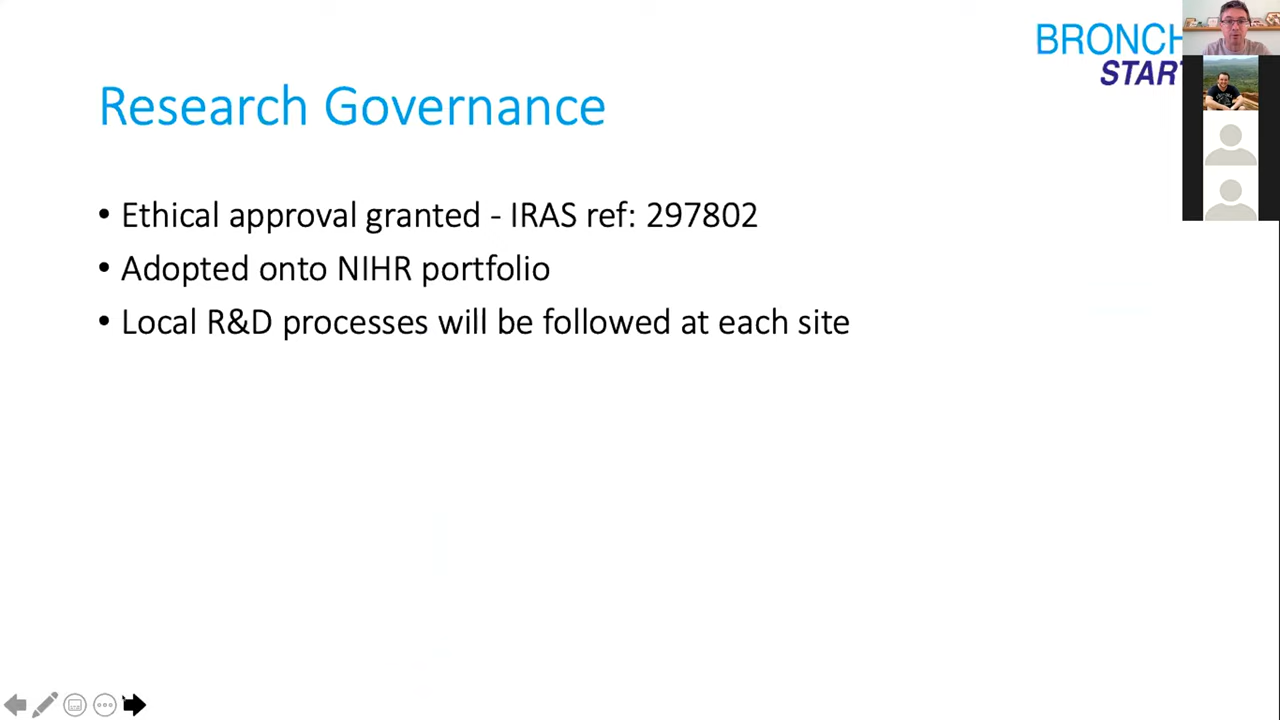 BRONCH
START
Research Governance
• Ethical approval granted - IRAS ref: 297802
• Adopted onto NIHR portfolio
• Local R&D processes will be followed at each site